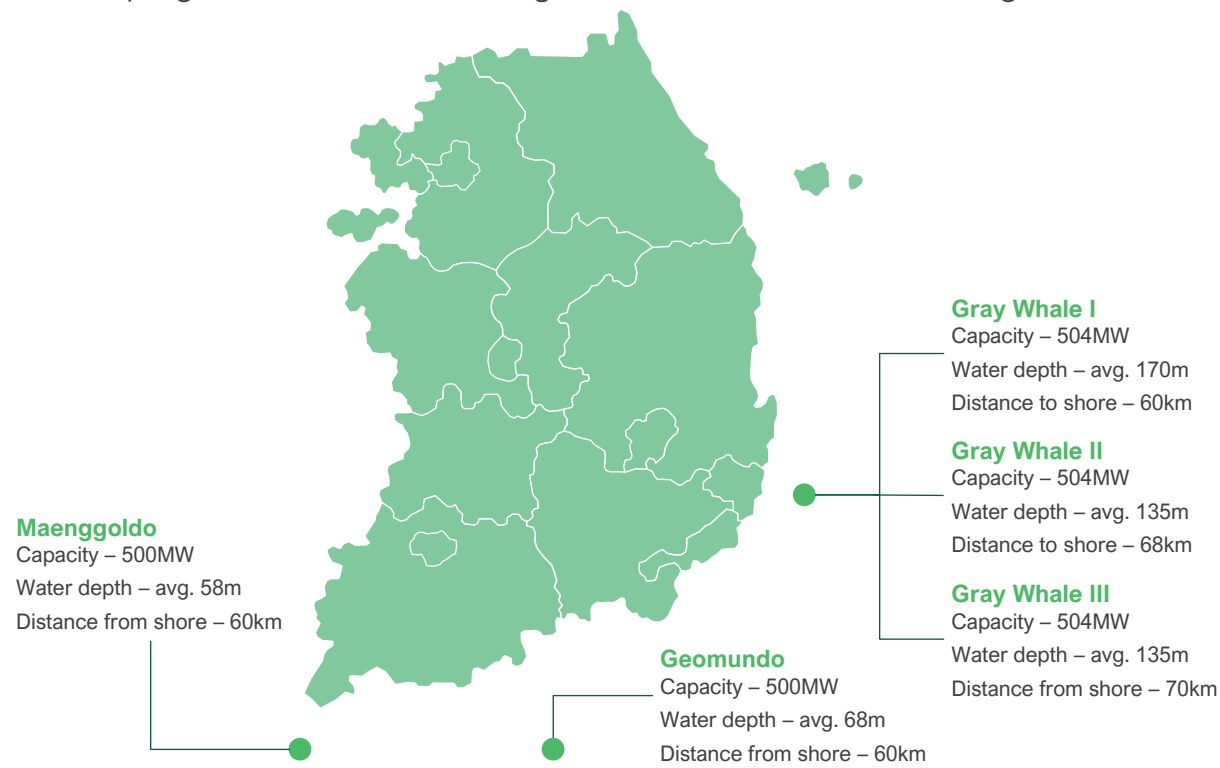 Gray Whale I
Capacity – 504MW
Water depth – avg. 170m
Distance to shore – 60km
Gray Whale II
Capacity – 504MW
Water depth – avg. 135m
Distance to shore – 68km
Gray Whale III
Capacity – 504MW
Water depth – avg. 135m
Distance from shore – 70km
Maenggoldo
Capacity – 500MW
Water depth – avg. 58m
Distance from shore – 60km
Geomundo
Capacity – 500MW
Water depth – avg. 68m
Distance from shore – 60km